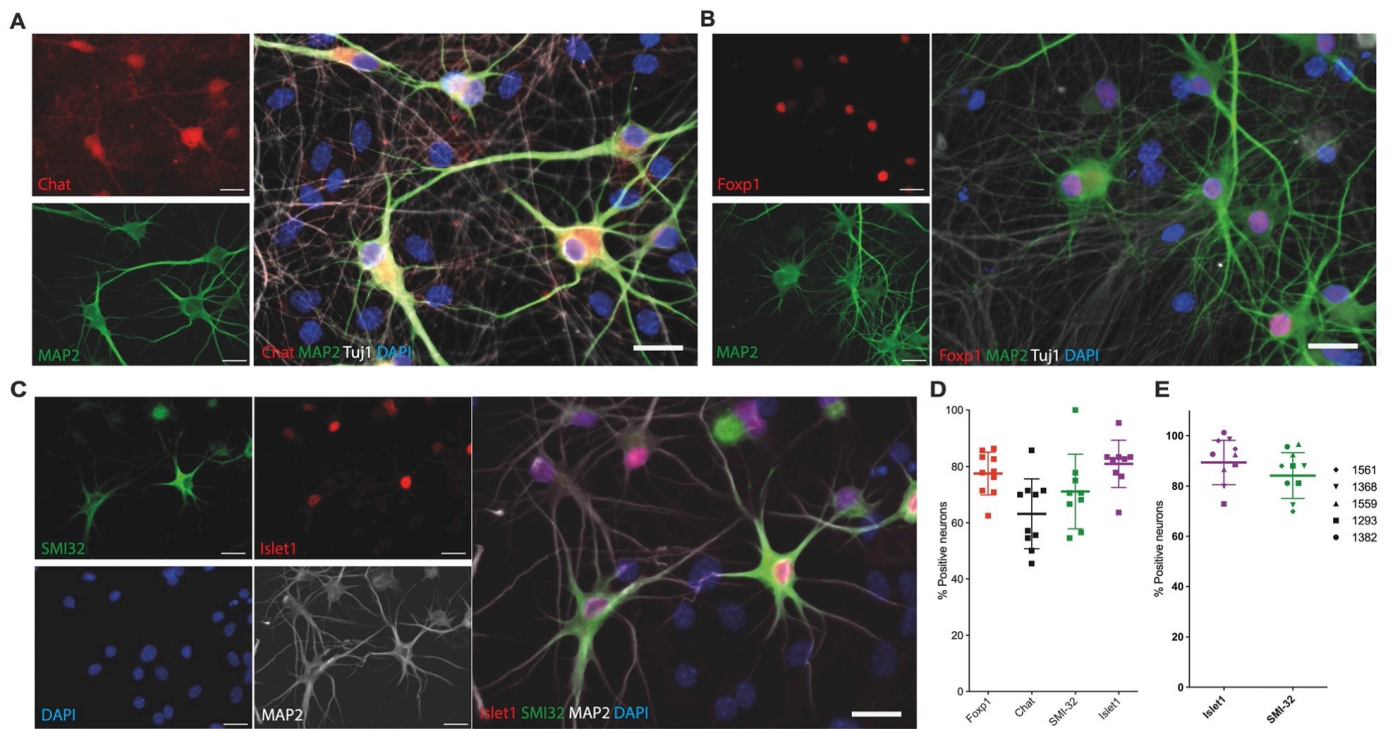 A
Chat
MAP2
Chat MAP2 Tuj1 DAPI
B
Foxp1
MAP2
Foxp1 MAP2 Tuj1 DAPI
C
SMI32
Islet1
DAPI
MAP2
Islet1 SMI32 MAP2 DAPI
D
% Positive neurons
100
80
60
40
20
0
Foxp1
Chat
SMI-32
Islet1
E
% Positive neurons
100
80
60
40
20
0
Islet1
SMI-32
1561
1368
1559
1293
1382